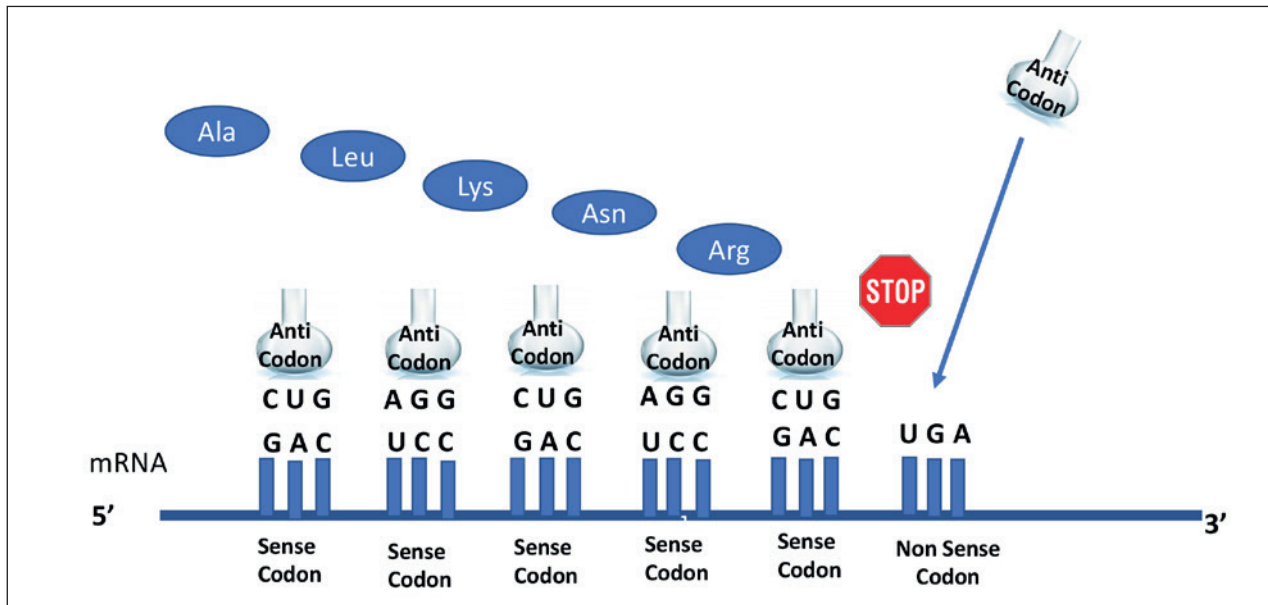 Anti
Codon
Ala
Leu
Lys
Asn
Arg
STOP
Anti
Codon
Anti
Codon
Anti
Codon
Anti
Codon
Anti
Codon
C U G
A G G
C U G
A G G
C U G
G A C
U C C
G A C
U C C
G A C
U G A
mRNA
5’
3’
Sense
Codon
Sense
Codon
Sense
Codon
Sense
Codon
Sense
Codon
Non Sense
Codon